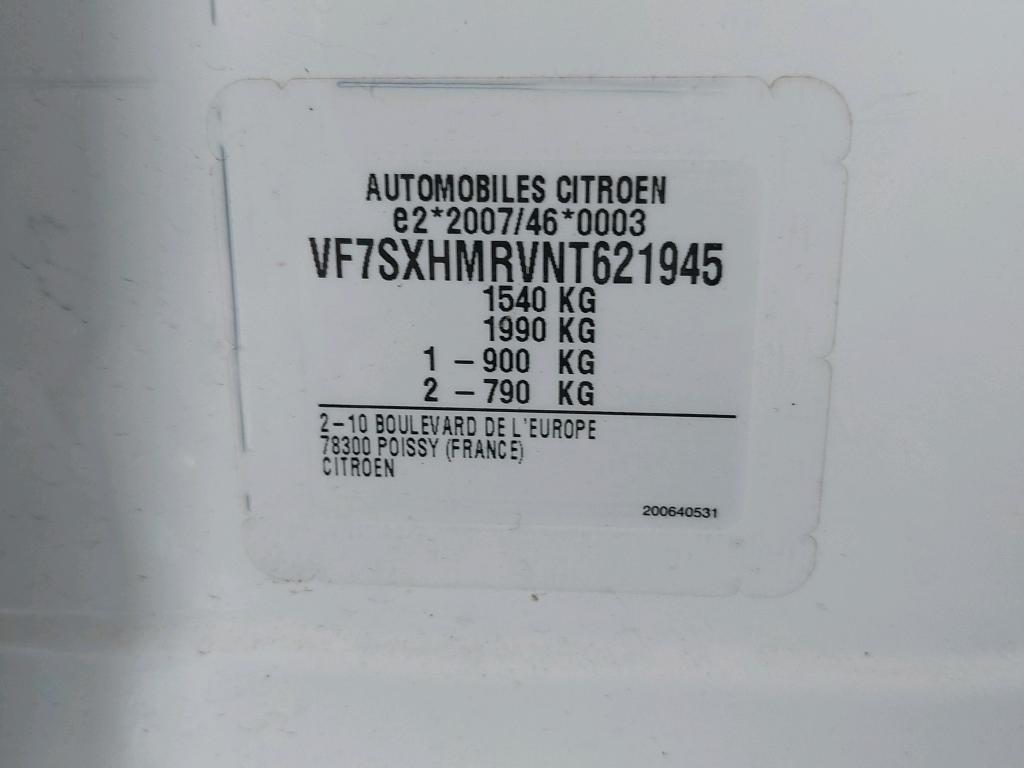 AUTOMOBILES CITROEN
e2*2007/46*0003
VF7SXHMRVNT621945
1540 KG
1990 KG
1 – 900 KG
2 – 790 KG
2–10 BOULEVARD DE L'EUROPE
78300 POISSY (FRANCE)
CITROEN
200640531